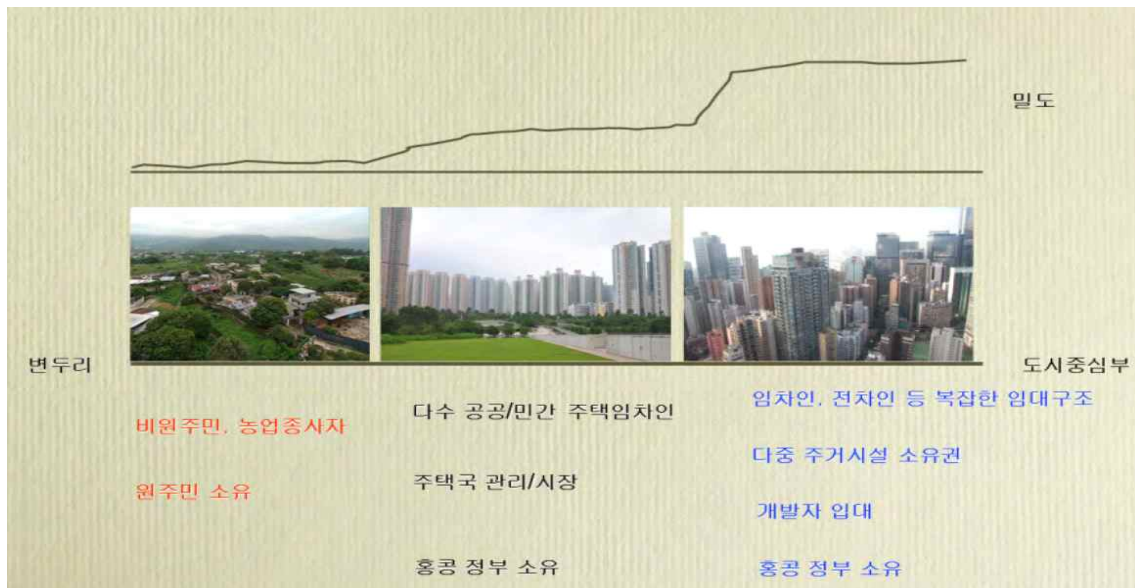 밀도
변두리
도시중심부
비원주민, 농업종사자
원주민 소유
다수 공공/민간 주택임차인
주택국 관리/시장
홍콩 정부 소유
임차인, 전차인 등 복잡한 임대구조
다중 주거시설 소유권
개발자 입대
홍콩 정부 소유